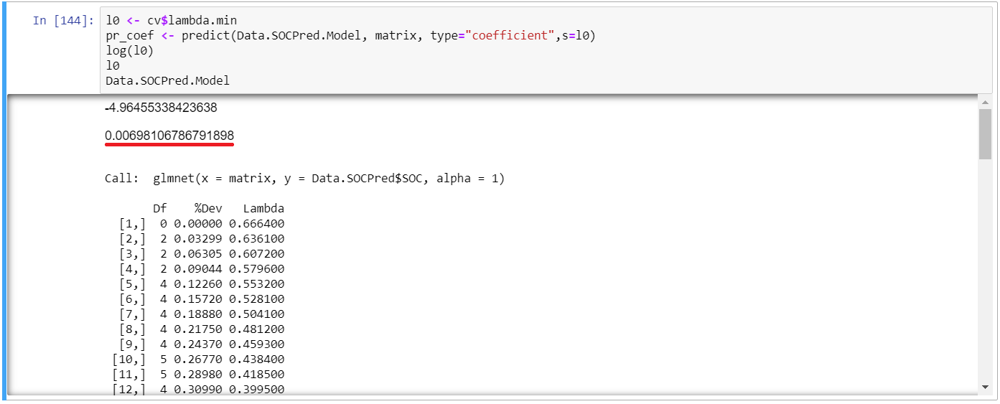 In [144]: l0 <- cv$lambda.min
pr_coef <- predict(Data.SOCPred.Model, matrix, type="coefficient",s=l0)
log(l0)
l0
Data.SOCPred.Model
-4.96455338423638
0.00698106786791898
Call:  glmnet(x = matrix, y = Data.SOCPred$SOC, alpha = 1)
Df    %Dev   Lambda
[1,]  0 0.00000 0.666400
[2,]  2 0.03299 0.636100
[3,]  2 0.06305 0.607200
[4,]  2 0.09044 0.579600
[5,]  4 0.12260 0.553200
[6,]  4 0.15720 0.528100
[7,]  4 0.18880 0.504100
[8,]  4 0.21750 0.481200
[9,]  4 0.24370 0.459300
[10,]  5 0.26770 0.438400
[11,]  5 0.28980 0.418500
[12,]  4 0.30990 0.399500